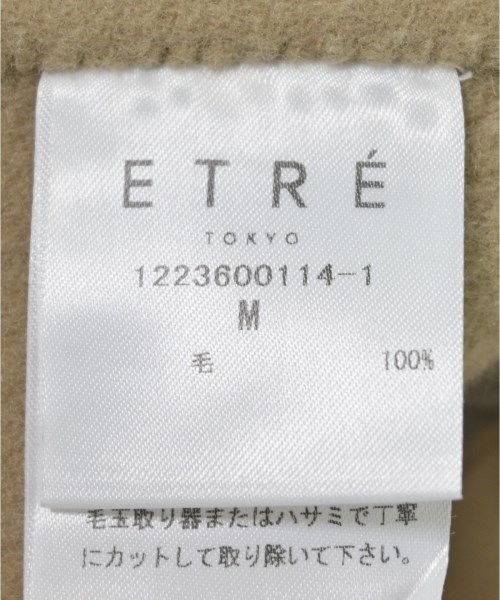 ETRÉ
TOKYO
1223600114-1
M
毛 100%
毛玉取り器またはハサミで丁寧
にカットして取り除いて下さい。